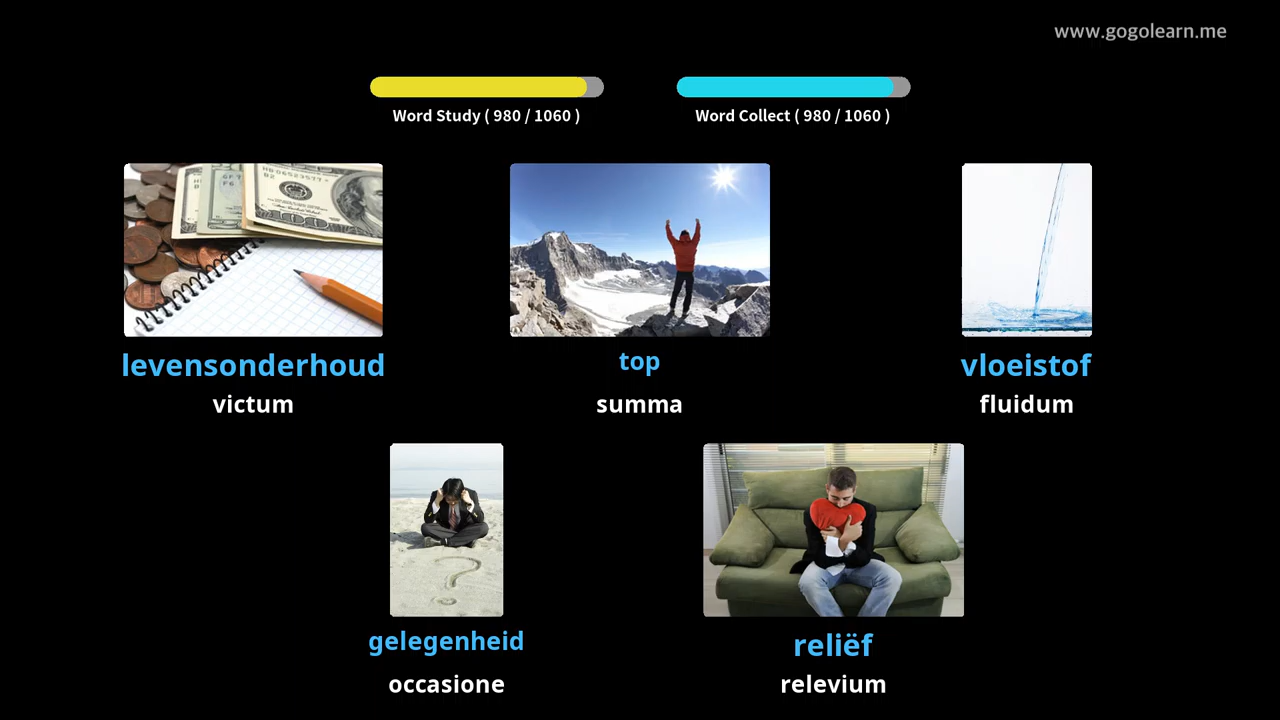 www.gogolearn.me
Word Study ( 980 / 1060 )
Word Collect ( 980 / 1060 )
levensonderhoud
victum
top
summa
vloeistof
fluidum
gelegenheid
occasione
reliëf
relevium